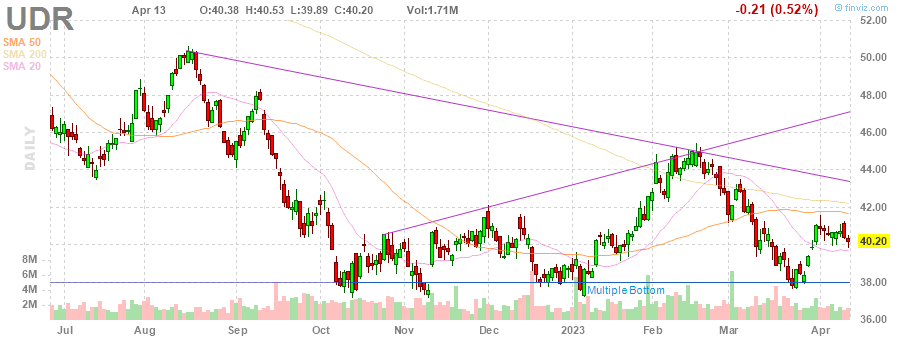 UDR Apr 13 O:40.38 H:40.53 L:39.89 C:40.20 Vol:1.71M -0.21 (0.52%) © finviz.com
52.00
SMA 50
SMA 200
50.00
SMA 20
48.00
46.00
DAILY
44.00
42.00
40.20
8M
6M
38.00
Multiple Bottom
4M
2M
36.00
Jul Aug Sep Oct Nov Dec 2023 Feb Mar Apr